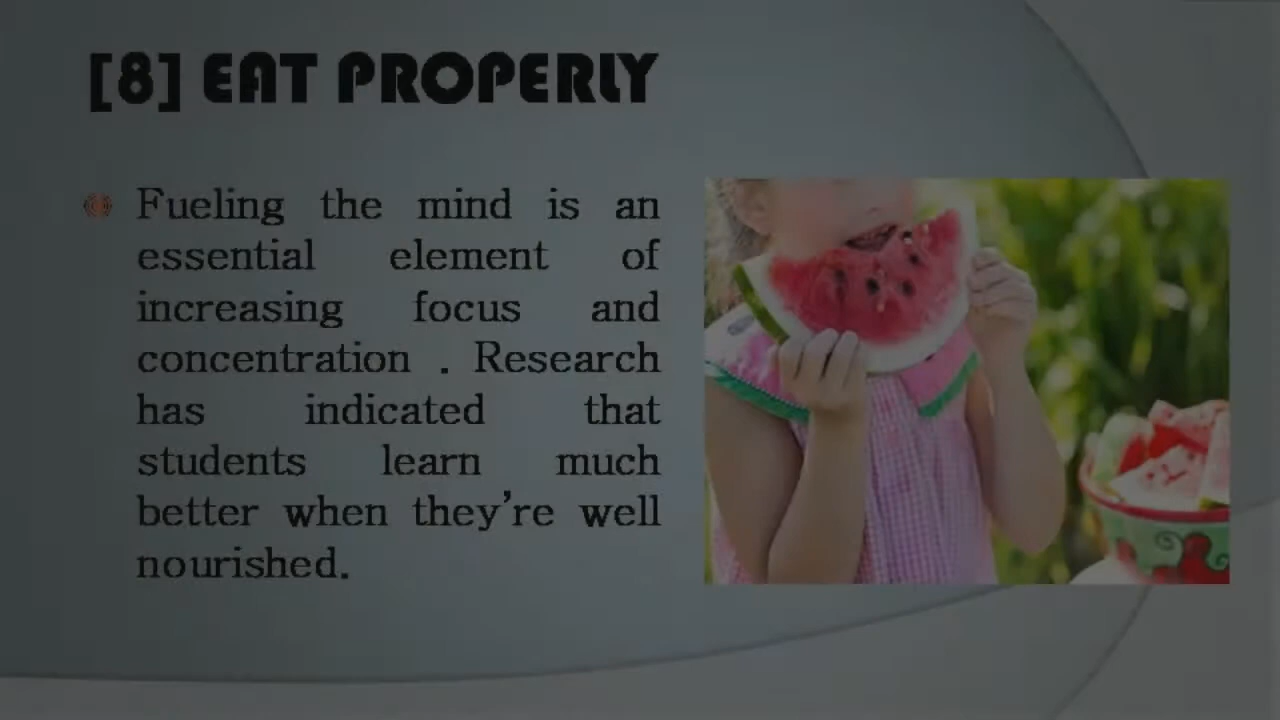 [8] EAT PROPERLY
Fueling the mind is an
essential element of
increasing focus and
concentration . Research
has indicated that
students learn much
better when they're well
nourished.